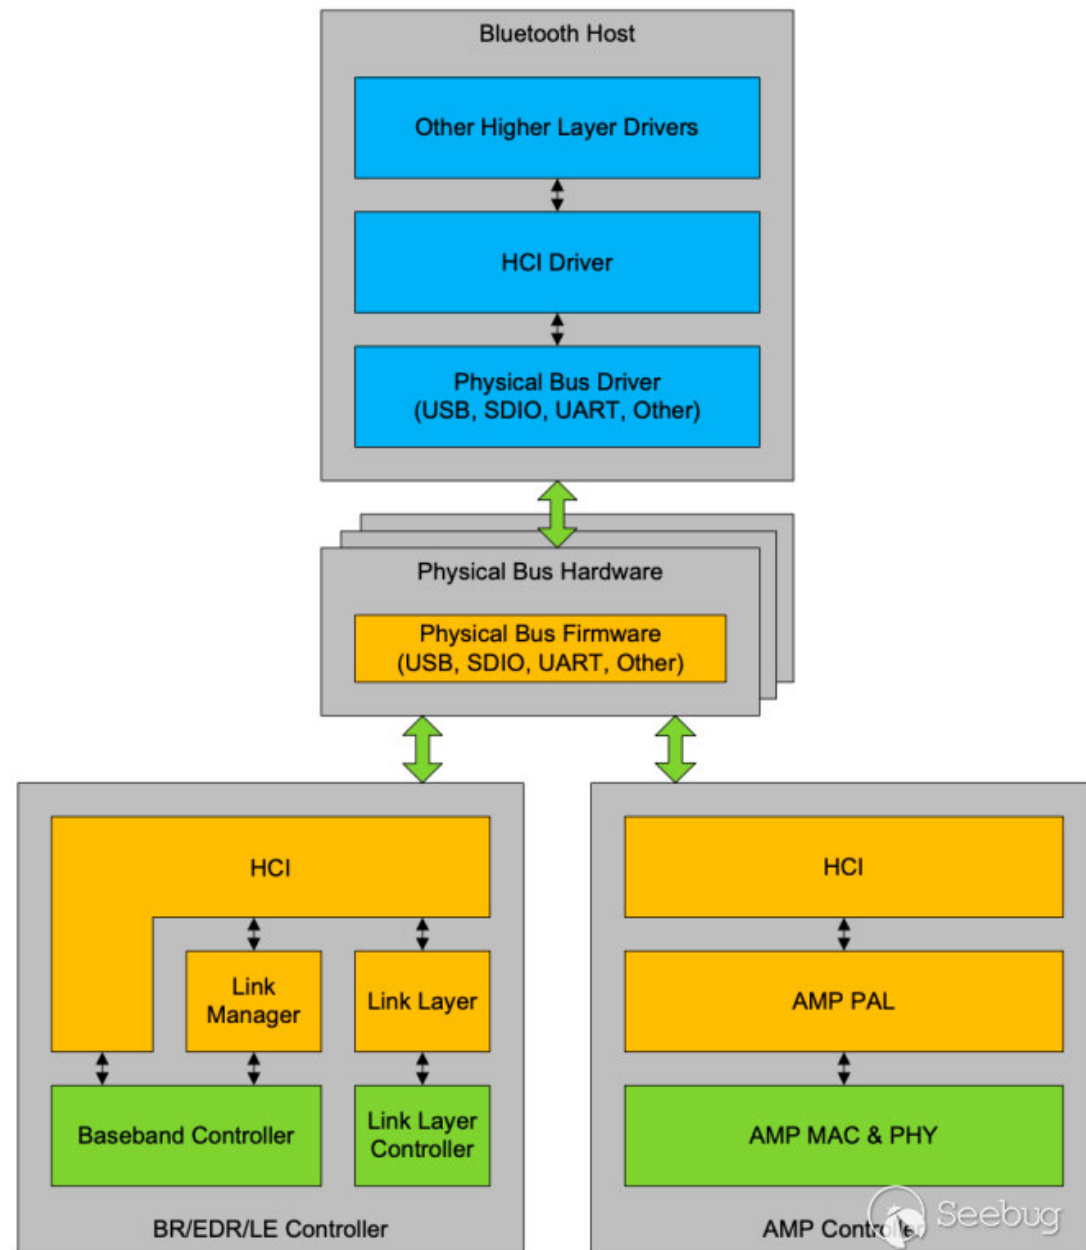 Bluetooth Host
Other Higher Layer Drivers
HCI Driver
Physical Bus Driver
(USB, SDIO, UART, Other)
Physical Bus Hardware
Physical Bus Firmware
(USB, SDIO, UART, Other)
HCI
Link
Manager
Link Layer
Baseband Controller
Link Layer
Controller
BR/EDR/LE Controller
HCI
AMP PAL
AMP MAC & PHY
AMP Controller
Seebug